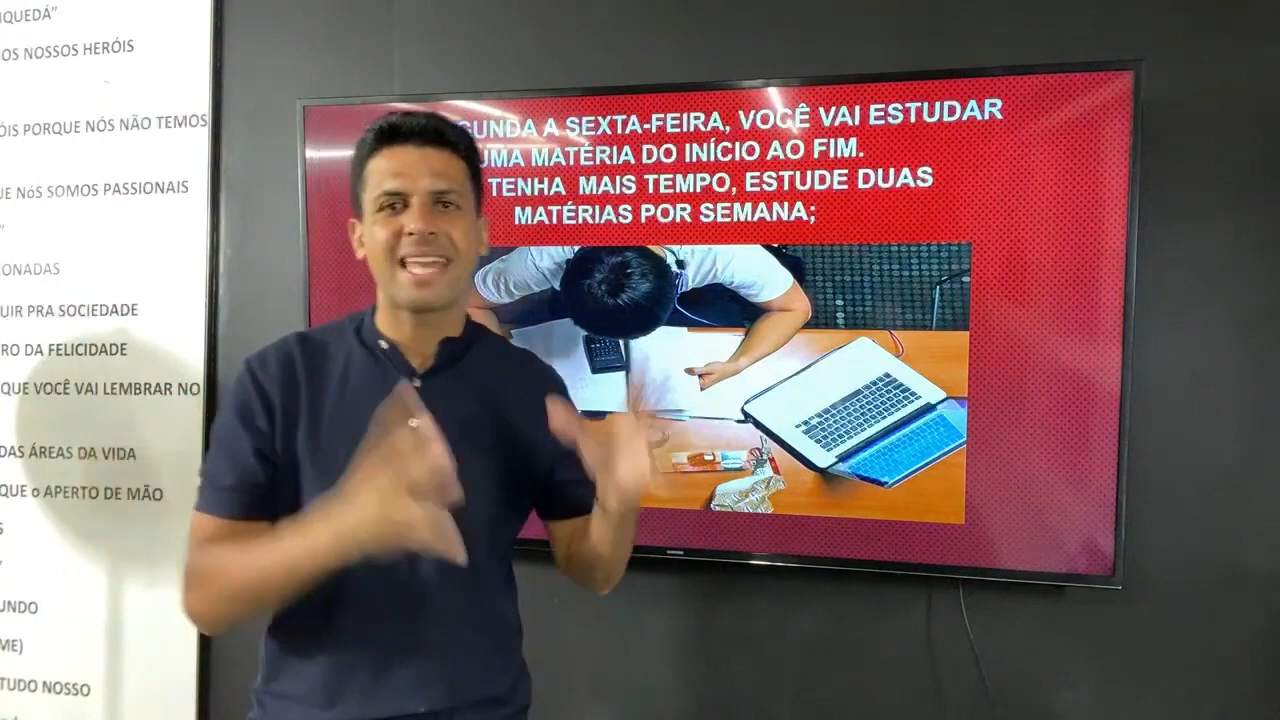 IQUEDÁ"
OS NOSSOS HERÓIS
ÓIS PORQUE NÓS NÃO TEMOS
UE NóS SOMOS PASSIONAIS
"
ONADAS
UIR PRA SOCIEDADE
RO DA FELICIDADE
QUE VOCÊ VAI LEMBRAR NO
DAS ÁREAS DA VIDA
QUE o APERTO DE MÃO
S
UNDO
ME)
TUDO NOSSO
GUNDA A SEXTA-FEIRA, VOCÊ VAI ESTUDAR
UMA MATÉRIA DO INÍCIO AO FIM.
TENHA MAIS TEMPO, ESTUDE DUAS
MATÉRIAS POR SEMANA;
SAMSUNG